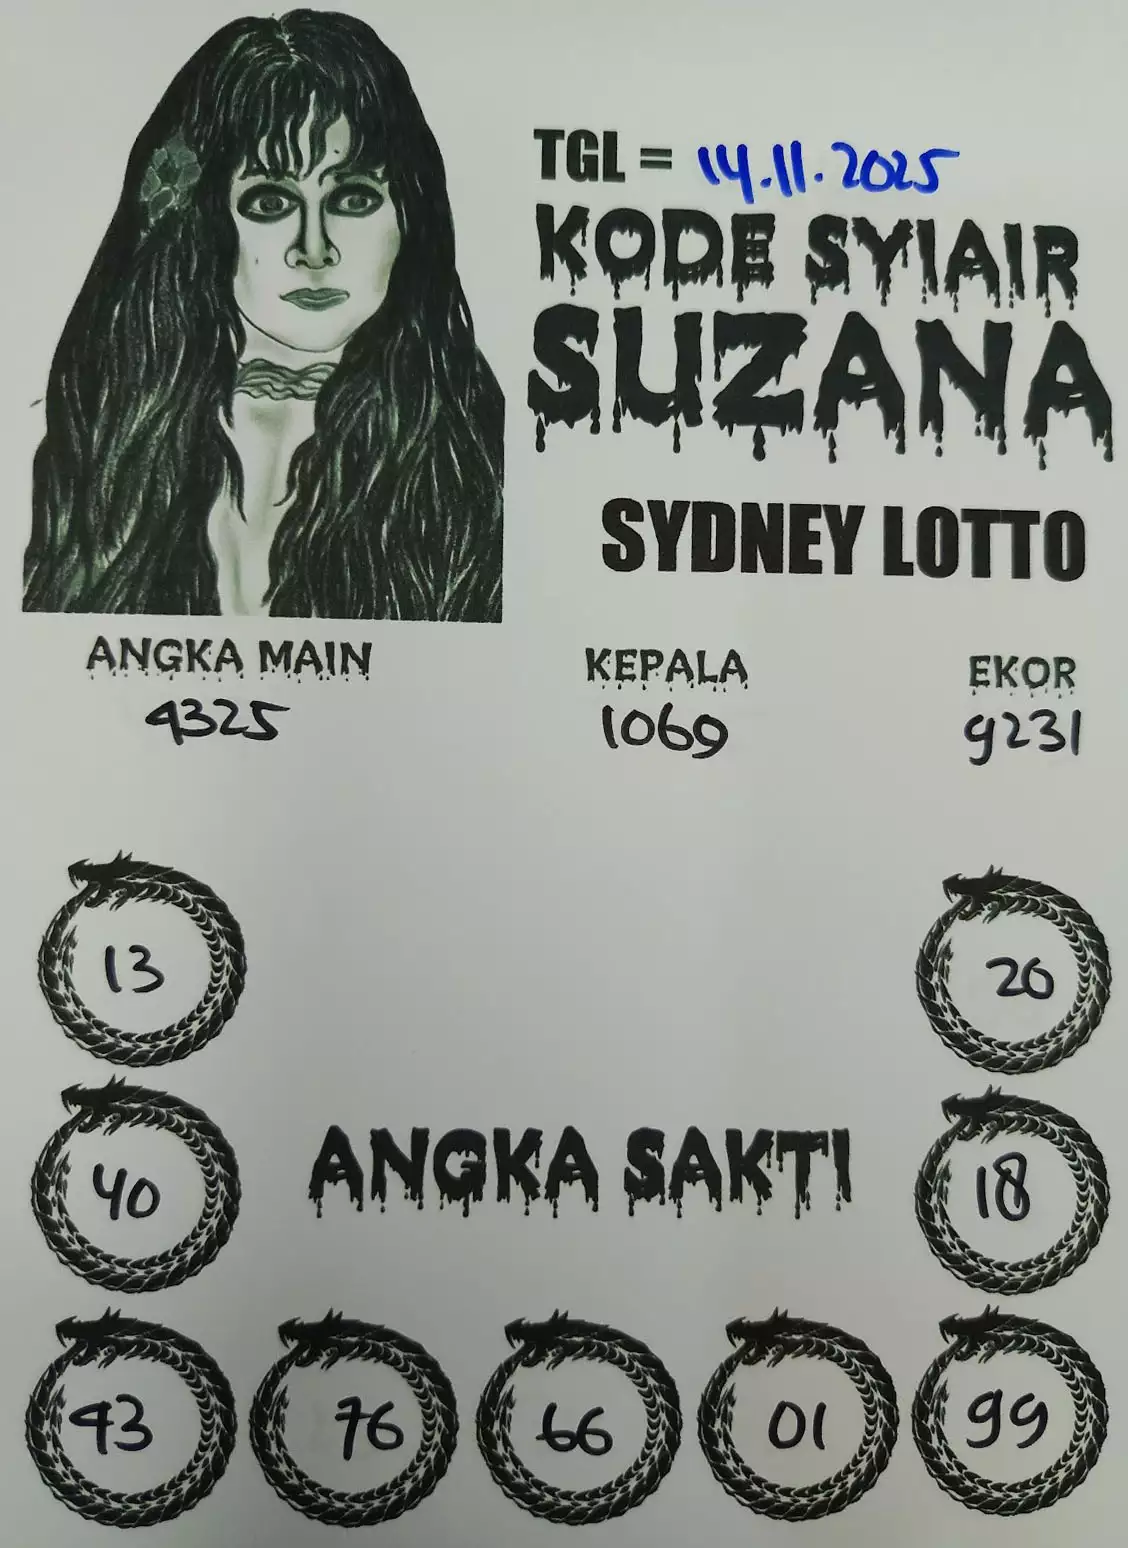 TGL = 14.11.2025
KODE SYIAIR
SUZANA
SYDNEY LOTTO
ANGKA MAIN KEPALA EKOR
4325 1069 9231
13 20
40 18
ANGKA SAKTI
43 76 66 01 99